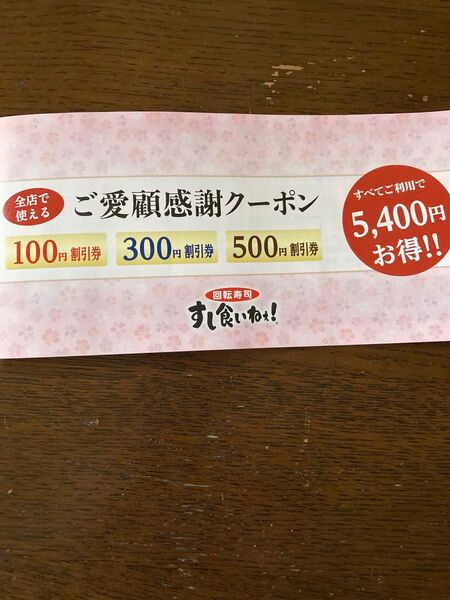 全店で
使える
ご愛顧感謝クーポン
100円割引券
300円割引券
500円割引券
すべてご利用で
5,400円
お得!!
回転寿司
すし食いねぇ!